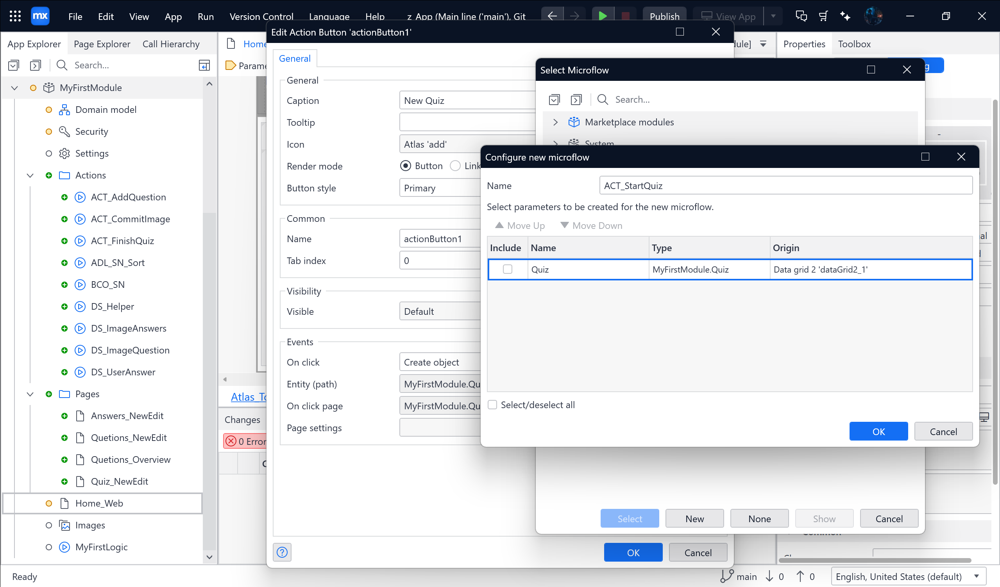 mx File Edit View App Run Version Control Language Help z_App (Main line ('main'), Git Publish View App
App Explorer Page Explorer Call Hierarchy
Search...
MyFirstModule
Domain model
Security
Settings
Actions
ACT_AddQuestion
ACT_CommitImage
ACT_FinishQuiz
ADL_SN_Sort
BCO_SN
DS_Helper
DS_ImageAnswers
DS_ImageQuestion
DS_UserAnswer
Pages
Answers_NewEdit
Quetions_NewEdit
Quetions_Overview
Quiz_NewEdit
Home_Web
Images
MyFirstLogic
Home
Parame
Atlas_To
Changes
0 Error
Edit Action Button 'actionButton1'
General
General
Caption New Quiz
Tooltip
Icon Atlas 'add'
Render mode Button Link
Button style Primary
Common
Name actionButton1
Tab index 0
Visibility
Visible Default
Events
On click Create object
Entity (path) MyFirstModule.Qu
On click page MyFirstModule.Qu
Page settings
OK Cancel
dule]
Select Microflow
Search...
Marketplace modules
System
Select New None Show Cancel
Configure new microflow
Name ACT_StartQuiz
Select parameters to be created for the new microflow.
Move Up Move Down
Include Name Type Origin
Quiz MyFirstModule.Quiz Data grid 2 'dataGrid2_1'
Select/deselect all
OK Cancel
Properties Toolbox
g
-
al
d
Common
Ready main 0 0 English, United States (default)